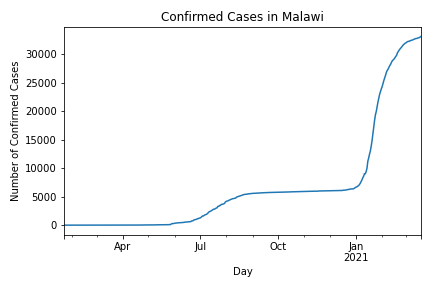 Confirmed Cases in Malawi
Number of Confirmed Cases
30000
25000
20000
15000
10000
5000
0
Apr
Jul
Oct
Jan
2021
Day